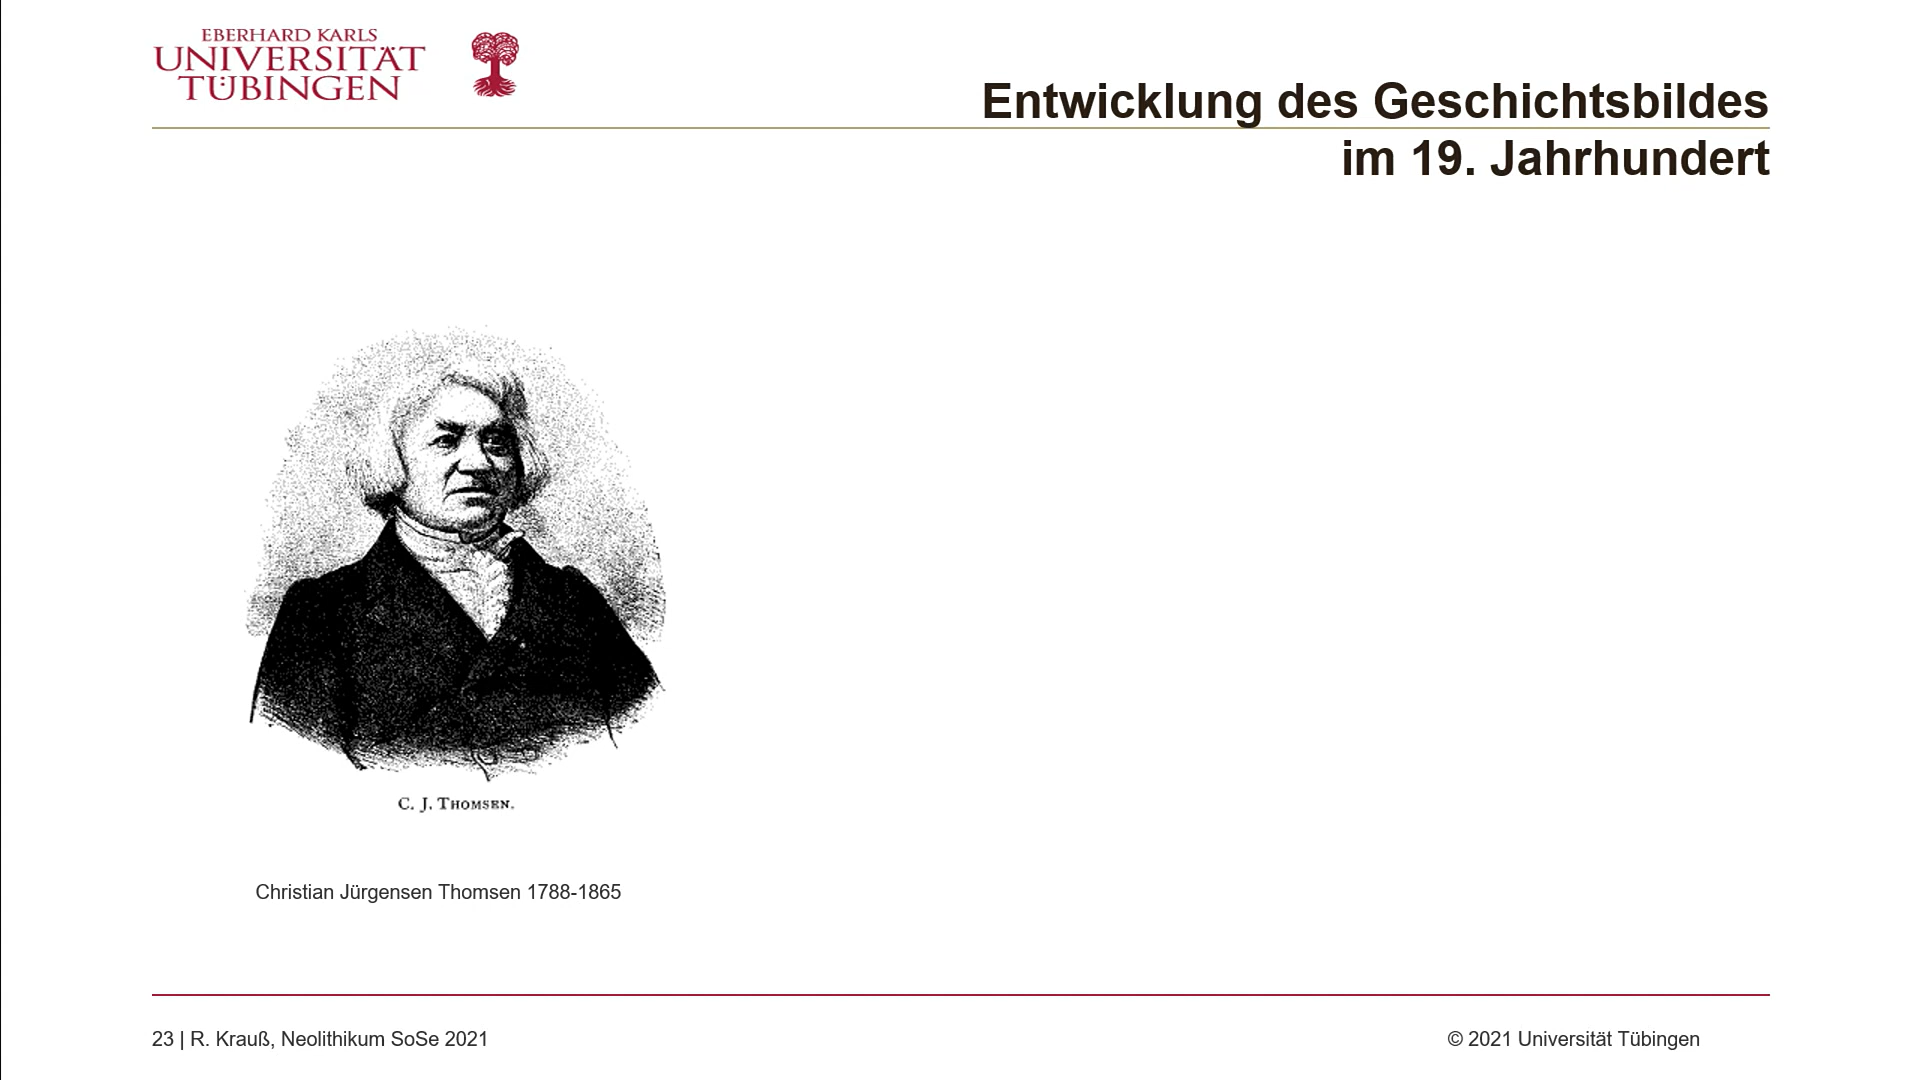 EBERHARD KARLS
UNIVERSITÄT
TÜBINGEN
Entwicklung des Geschichtsbildes
im 19. Jahrhundert
C. J. THOMSEN.
Christian Jürgensen Thomsen 1788-1865
23 | R. Krauß, Neolithikum SoSe 2021
© 2021 Universität Tübingen